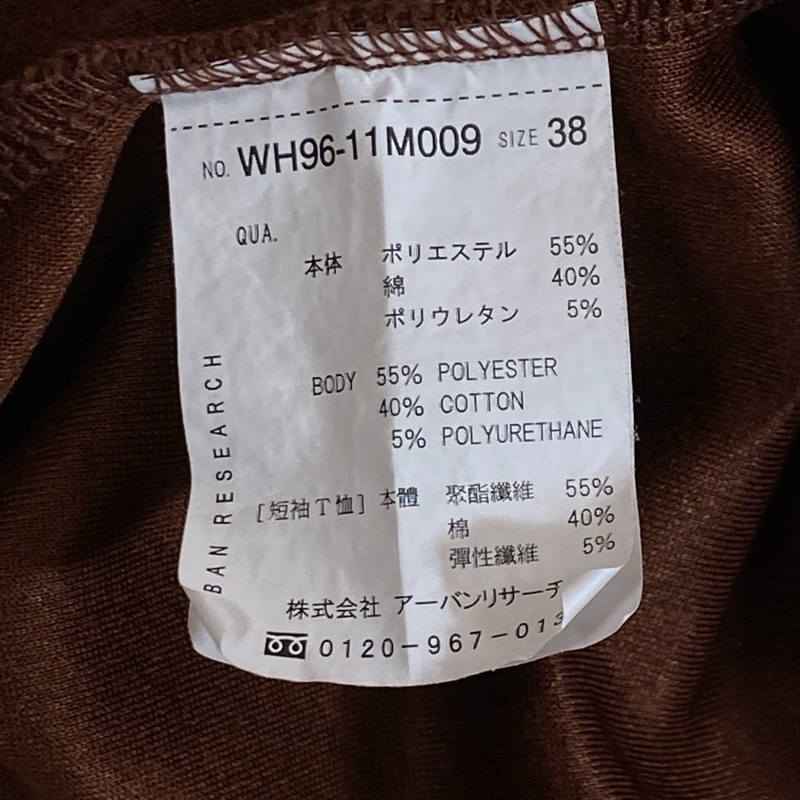 NO. WH96-11M009 SIZE 38
QUA.
本体 ポリエステル 55%
綿 40%
ポリウレタン 5%
BODY 55% POLYESTER
40% COTTON
5% POLYURETHANE
[短袖T恤] 本體 聚酯纖維 55%
棉 40%
彈性纖維 5%
株式会社 アーバンリサーチ
0120-967-013
BAN RESEARCH